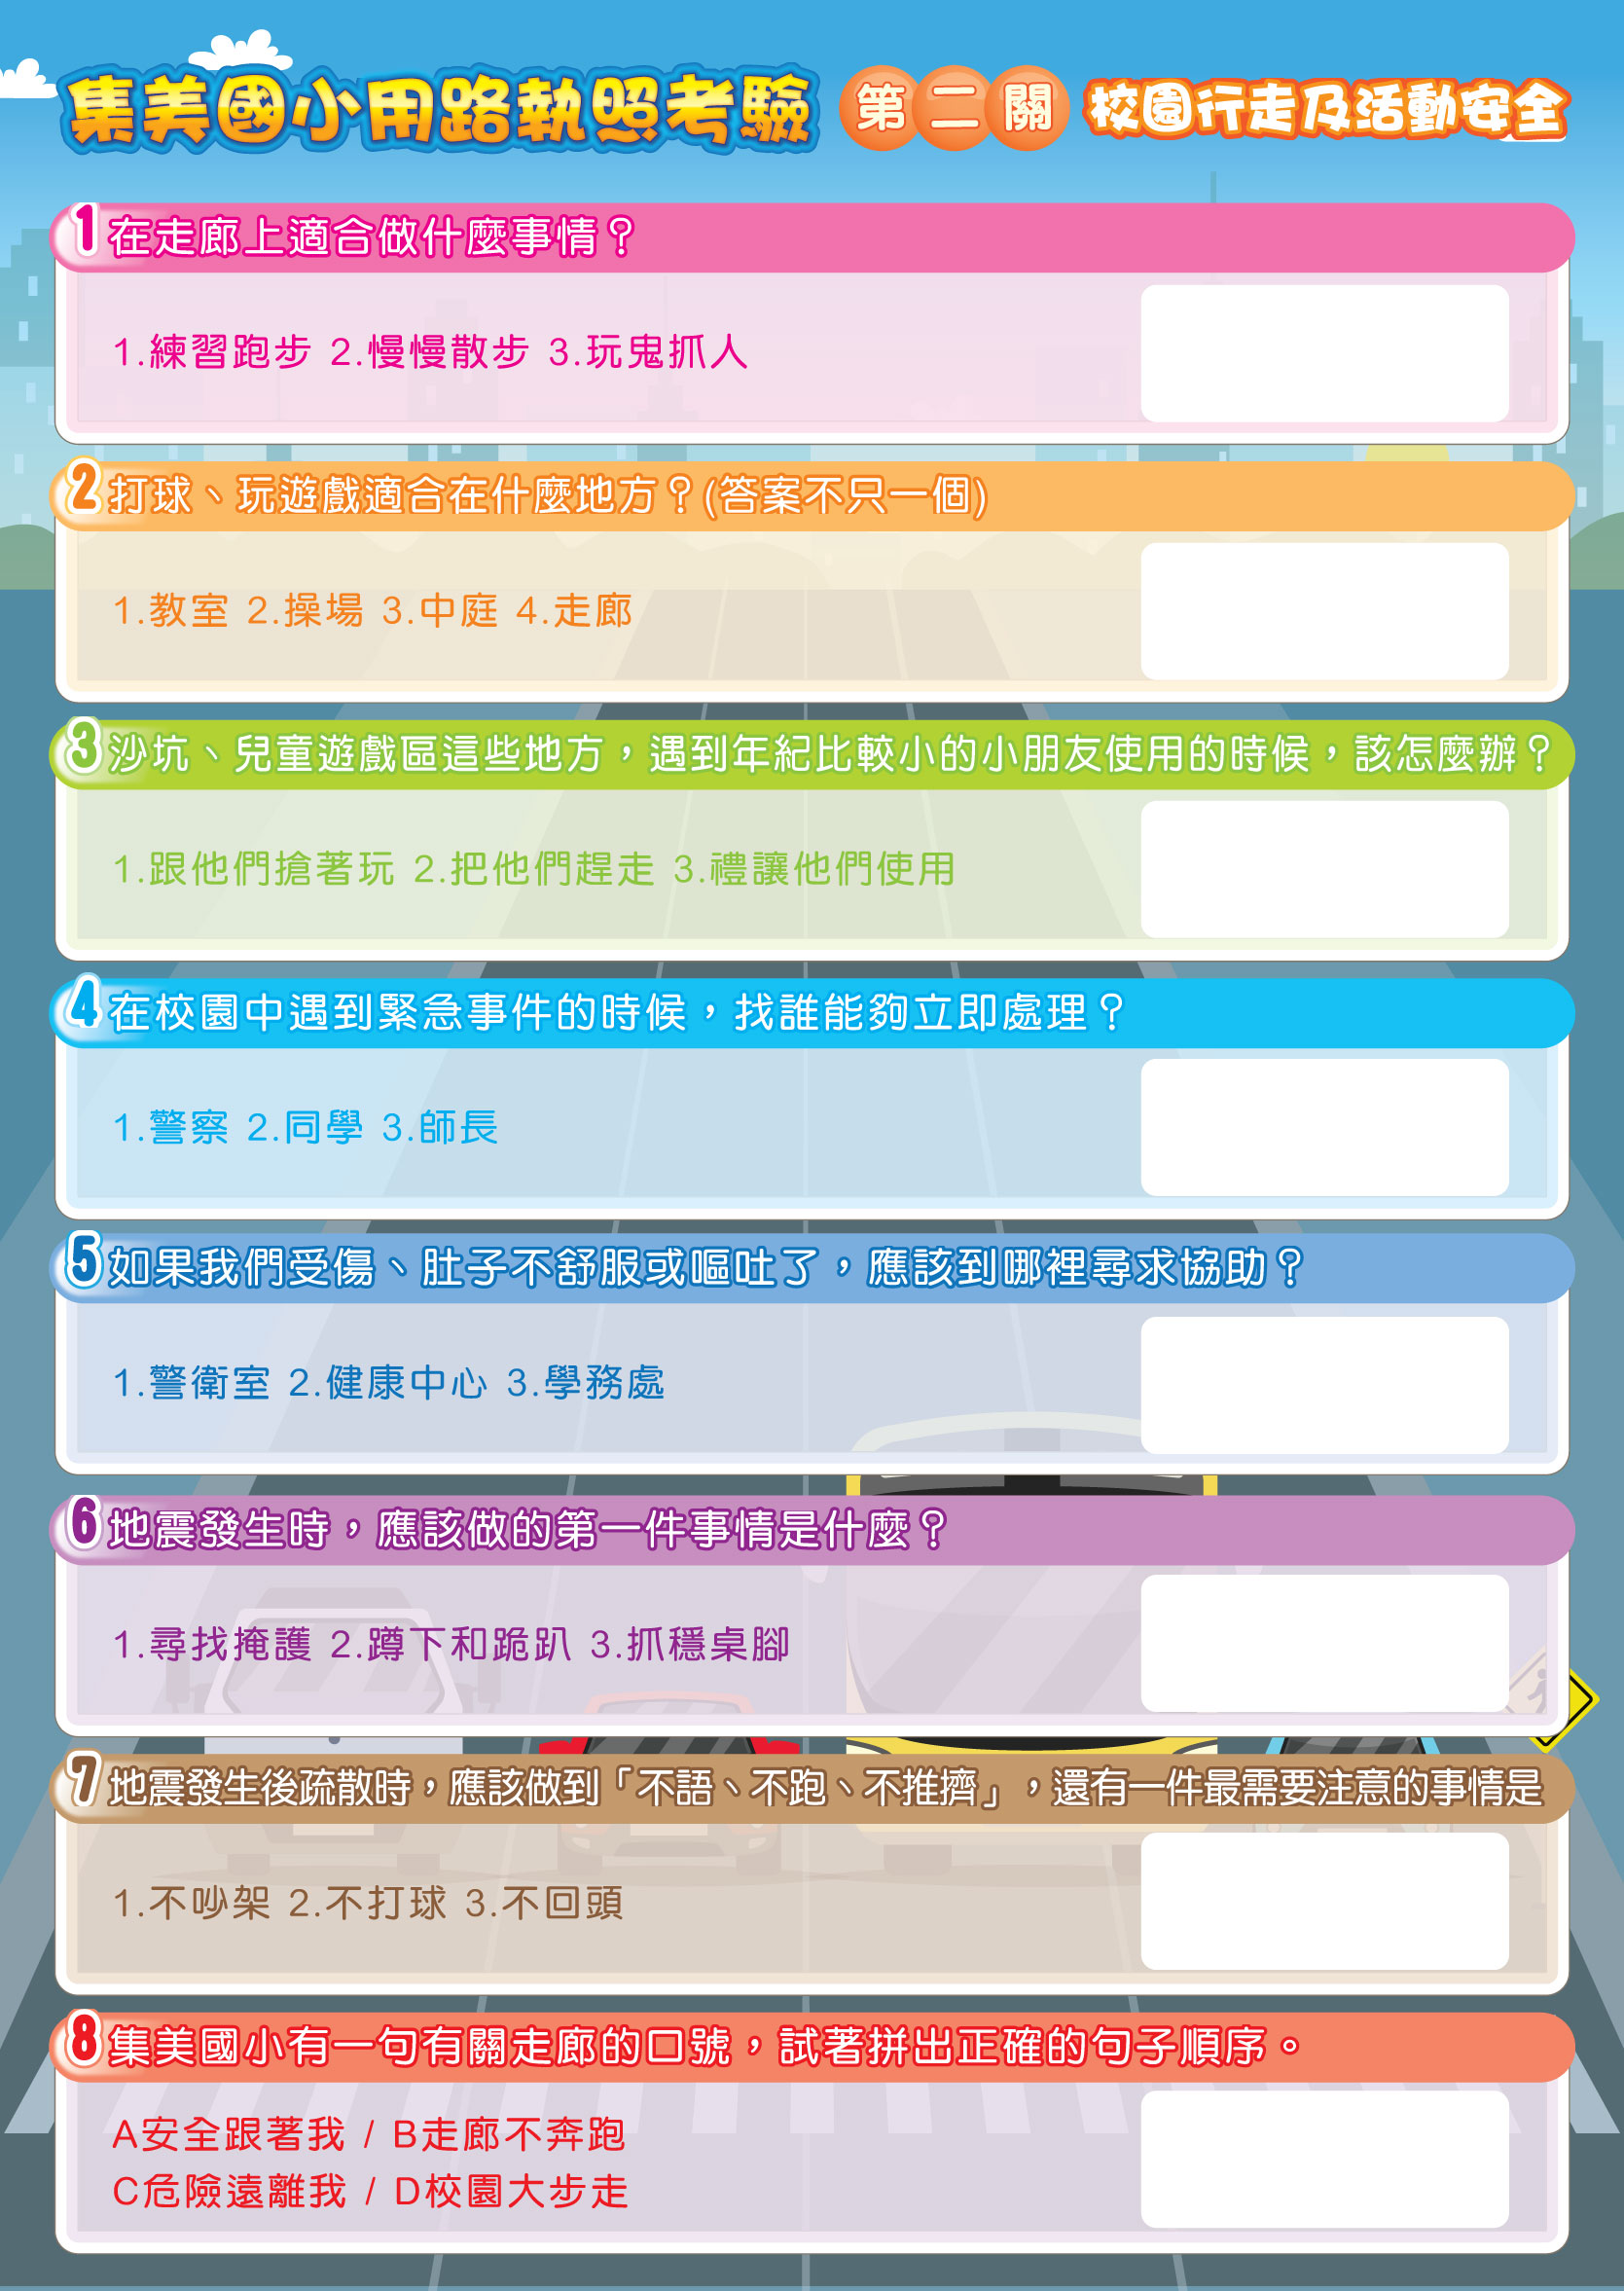 集美國小用路執照考驗 第二關 校園行走及活動安全
1 在走廊上適合做什麼事情？
1.練習跑步 2.慢慢散步 3.玩鬼抓人
2 打球、玩遊戲適合在什麼地方？(答案不只一個)
1.教室 2.操場 3.中庭 4.走廊
3 沙坑、兒童遊戲區這些地方，遇到年紀比較小的小朋友使用的時候，該怎麼辦？
1.跟他們搶著玩 2.把他們趕走 3.禮讓他們使用
4 在校園中遇到緊急事件的時候，找誰能夠立即處理？
1.警察 2.同學 3.師長
5 如果我們受傷、肚子不舒服或嘔吐了，應該到哪裡尋求協助？
1.警衛室 2.健康中心 3.學務處
6 地震發生時，應該做的第一件事情是什麼？
1.尋找掩護 2.蹲下和跪趴 3.抓穩桌腳
7 地震發生後疏散時，應該做到「不語、不跑、不推擠」，還有一件最需要注意的事情是
1.不吵架 2.不打球 3.不回頭
8 集美國小有一句有關走廊的口號，試著拼出正確的句子順序。
A安全跟著我 / B走廊不奔跑
C危險遠離我 / D校園大步走